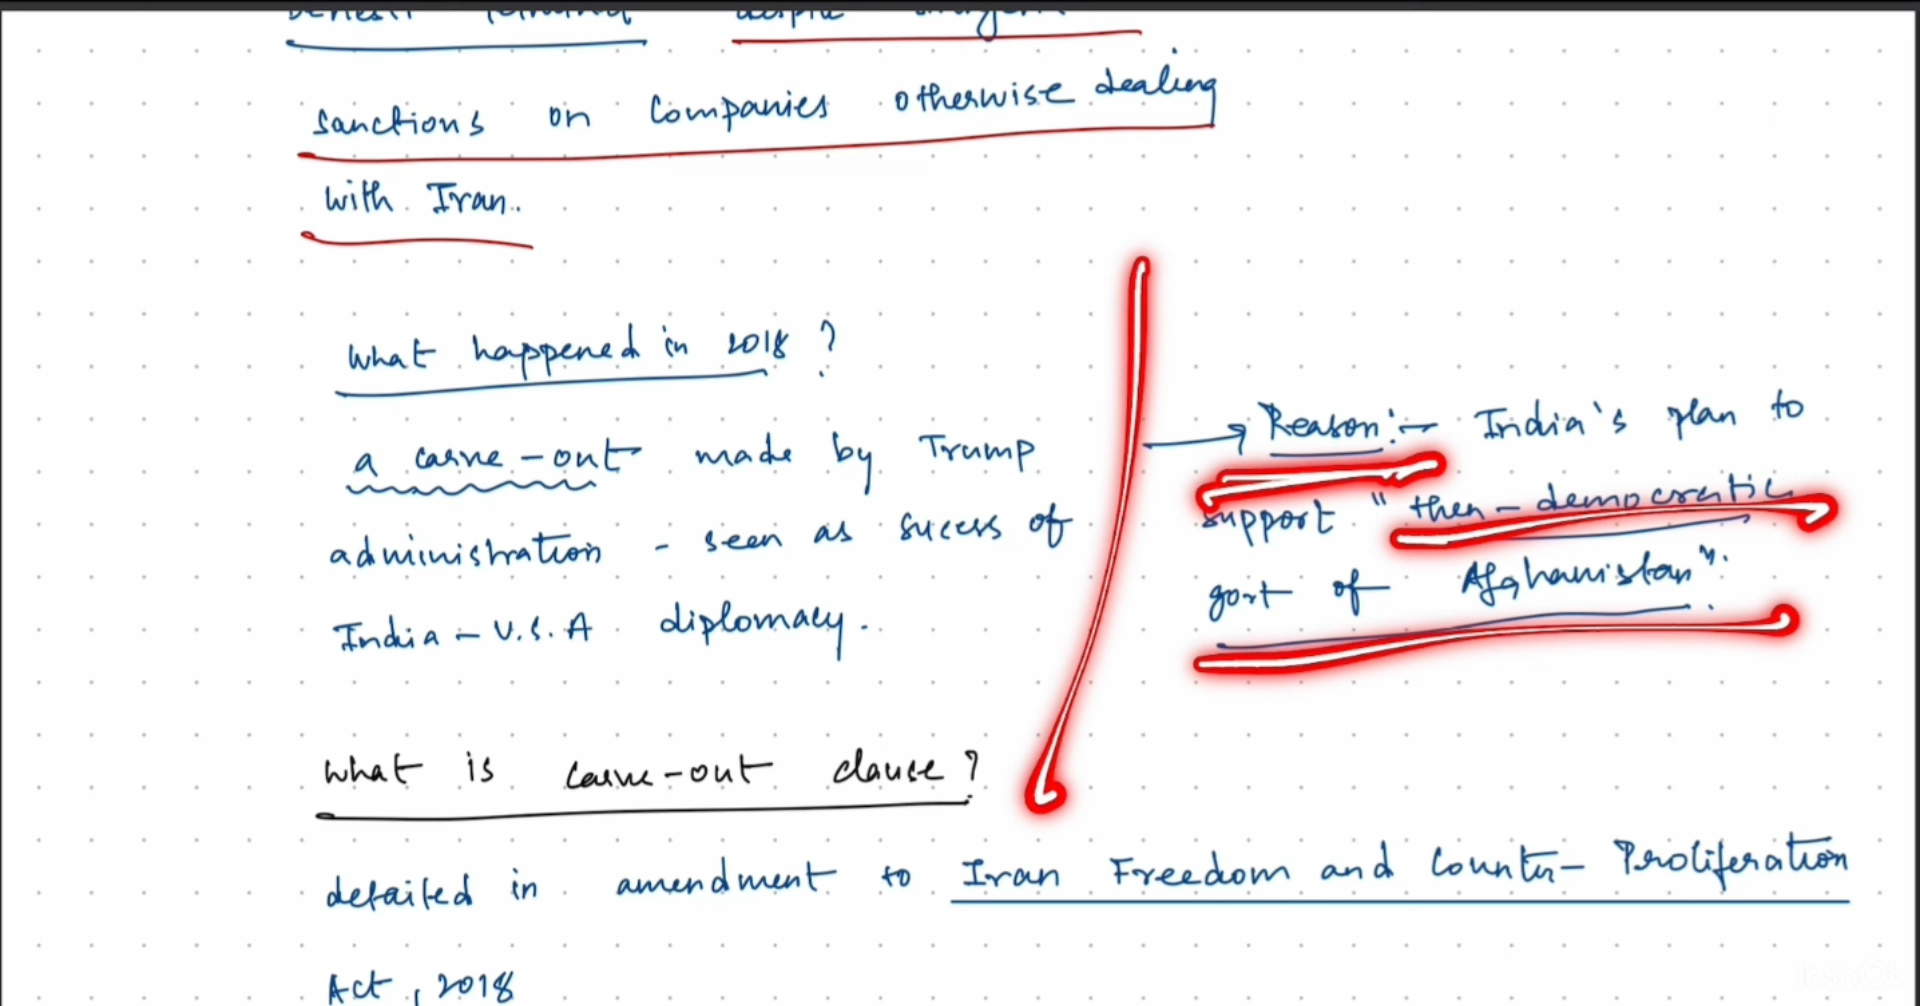 sanctions on Companies otherwise dealing
with Iran.
What happened in 2018 ?
a carve-out made by Trump
administration - seen as sucess of
India - U.S.A diplomacy.
→ Reason:- India's plan to
support "then-democratic
govt of Afghanistan".
What is carve-out clause?
detailed in amendment to Iran Freedom and Counter-Proliferation
Act, 2018